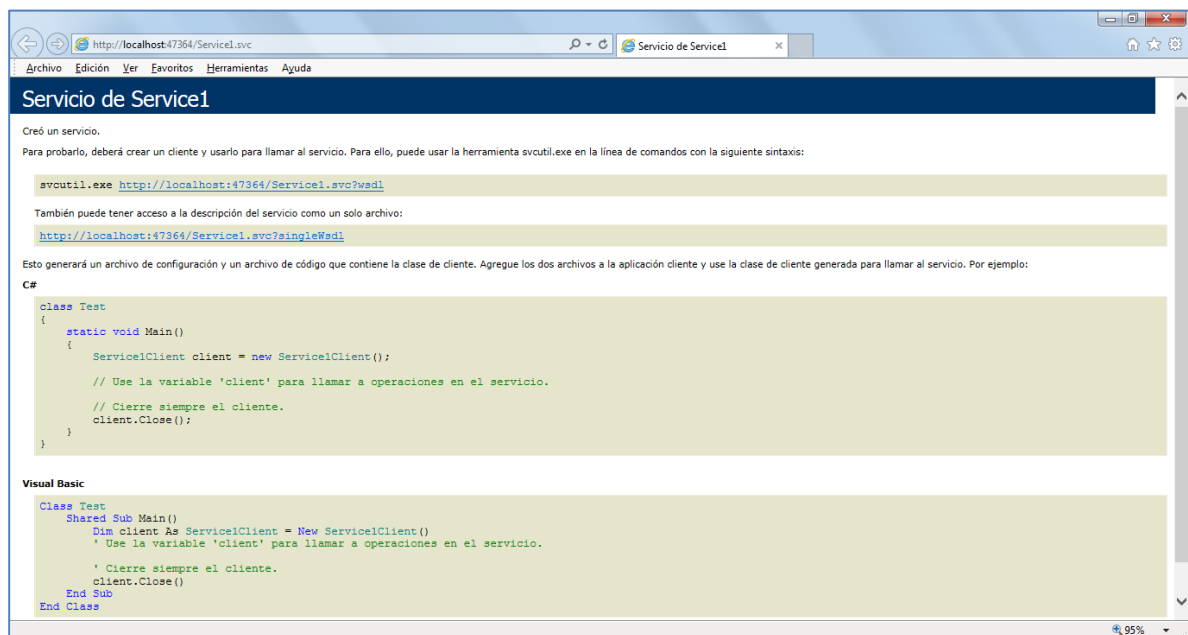 http://localhost:47364/Service1.svc
Servicio de Service1
Archivo Edición Ver Favoritos Herramientas Ayuda
Servicio de Service1
Creó un servicio.
Para probarlo, deberá crear un cliente y usarlo para llamar al servicio. Para ello, puede usar la herramienta svcutil.exe en la línea de comandos con la siguiente sintaxis:
svcutil.exe http://localhost:47364/Service1.svc?wsdl
También puede tener acceso a la descripción del servicio como un solo archivo:
http://localhost:47364/Service1.svc?singleWsdl
Esto generará un archivo de configuración y un archivo de código que contiene la clase de cliente. Agregue los dos archivos a la aplicación cliente y use la clase de cliente generada para llamar al servicio. Por ejemplo:
C#
class Test
{
static void Main()
{
Service1Client client = new Service1Client();
// Use la variable 'client' para llamar a operaciones en el servicio.
// Cierre siempre el cliente.
client.Close();
}
}
Visual Basic
Class Test
Shared Sub Main()
Dim client As Service1Client = New Service1Client()
' Use la variable 'client' para llamar a operaciones en el servicio.
' Cierre siempre el cliente.
client.Close()
End Sub
End Class
95%